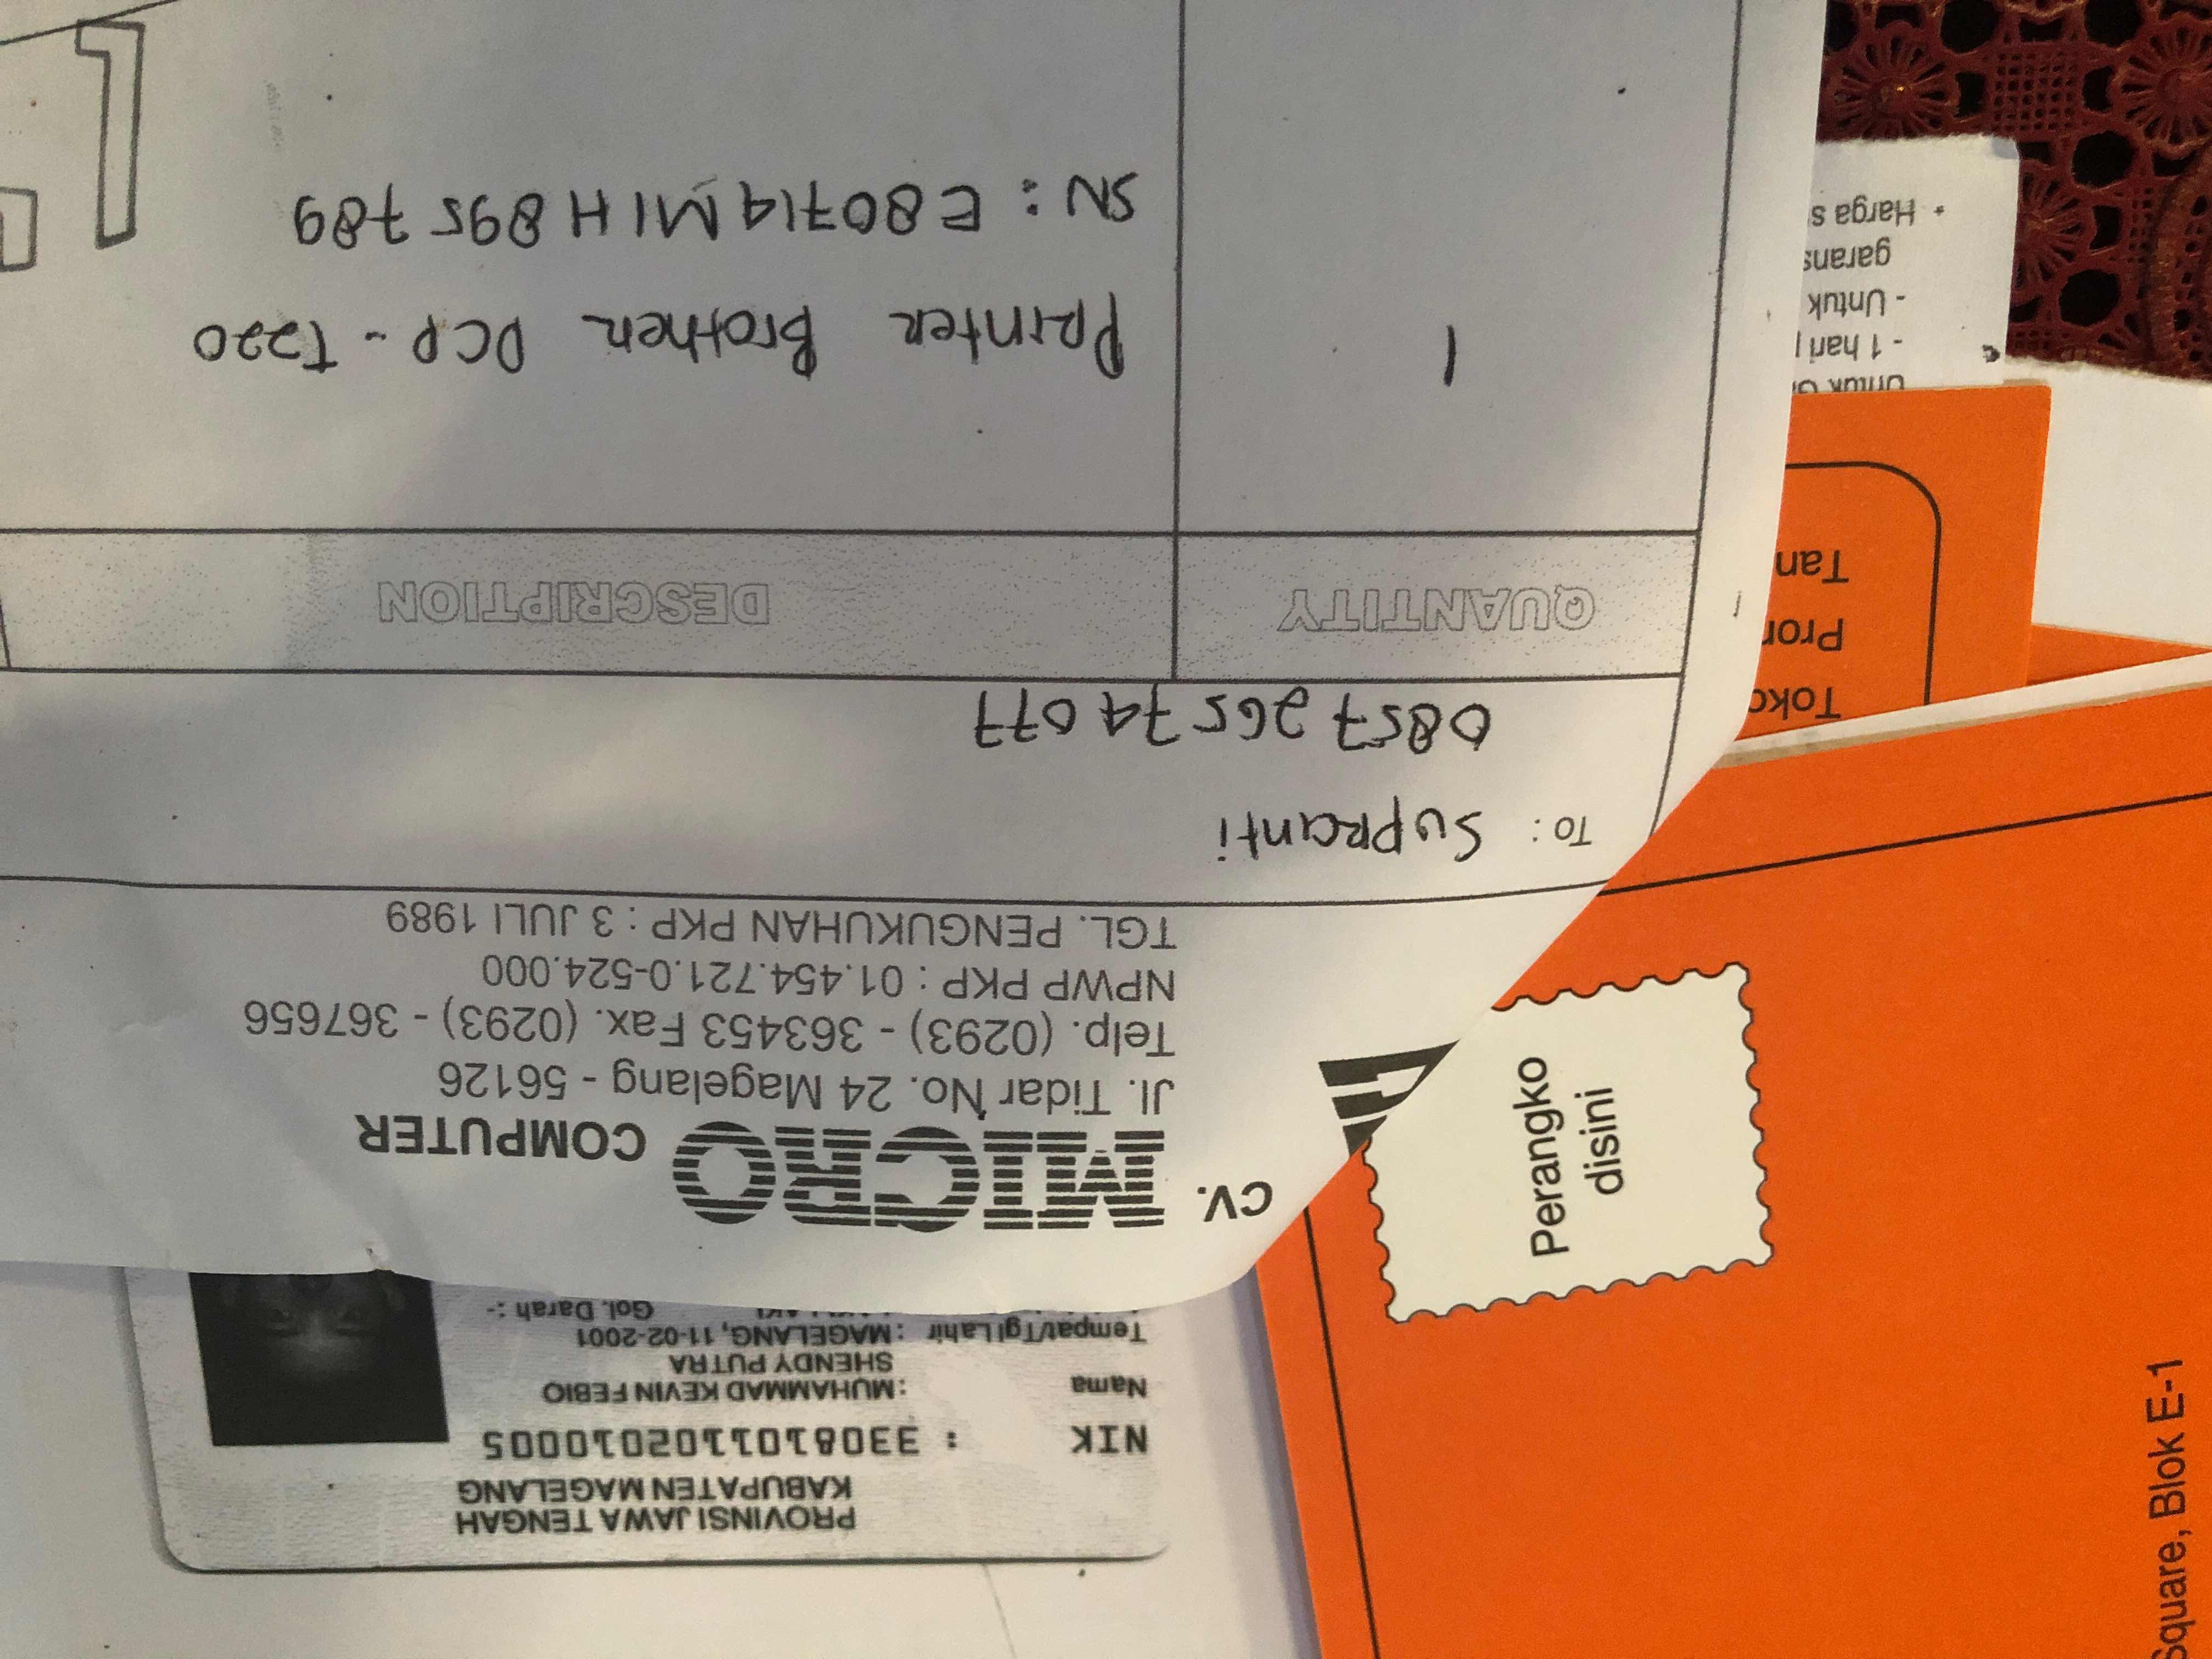 PROVINSI JAWA TENGAH
KABUPATEN MAGELANG
NIK : 3308101102010005
Nama : MUHAMMAD KEVIN FEBIO
SHENDY PUTRA
Tempat/Tgl Lahir : MAGELANG, 11-02-2001
Gol. Darah : -
CV. MICRO COMPUTER
Jl. Tidar No. 24 Magelang - 56126
Telp. (0293) - 363453 Fax. (0293) - 367656
NPWP PKP : 01.454.721.0-524.000
TGL. PENGUKUHAN PKP : 3 JULI 1989
TO : Supranti
0857 265 74 077
QUANTITY DESCRIPTION
1 Printer Brother DCP - T220
SN : E80714M1H895789
Perangko
disini
Square, Blok E-1
Toko
Pro
Tan
Untuk
- 1 hari
- Untuk
garans
* Harga s